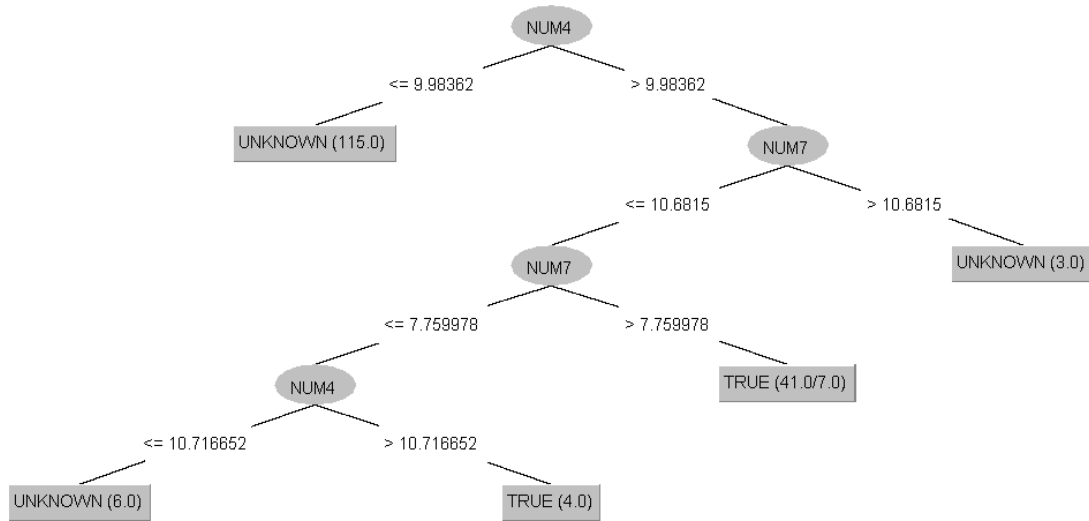 NUM4
<= 9.98362
> 9.98362
UNKNOWN (115.0)
NUM7
<= 10.6815
> 10.6815
NUM7
UNKNOWN (3.0)
<= 7.759978
> 7.759978
NUM4
TRUE (41.0/7.0)
<= 10.716652
> 10.716652
UNKNOWN (6.0)
TRUE (4.0)